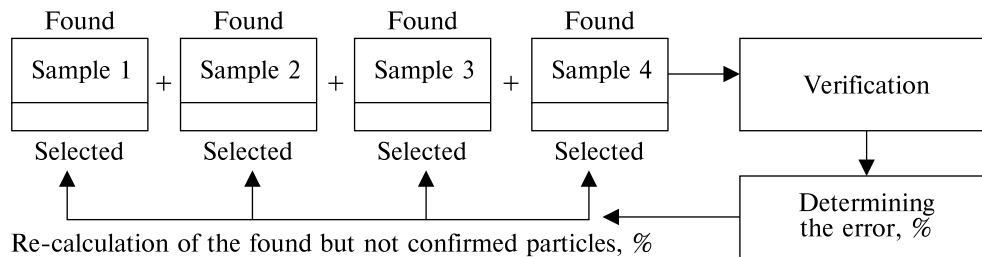 Found Found Found Found
Sample 1 + Sample 2 + Sample 3 + Sample 4
Verification
Selected Selected Selected Selected
Determining
the error, %
Re-calculation of the found but not confirmed particles, %